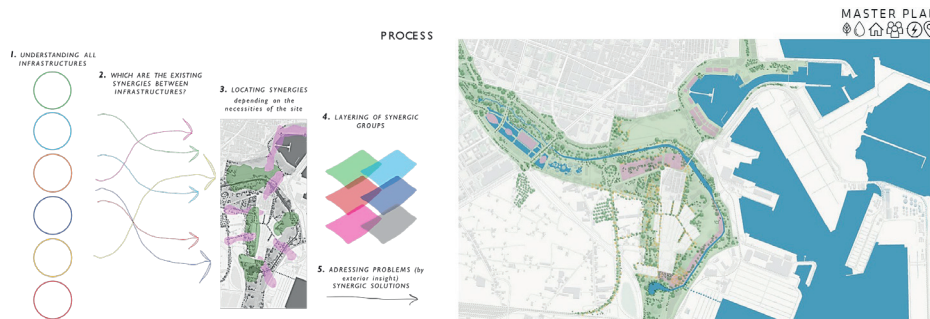 PROCESS
MASTER PLAN
1. UNDERSTANDING ALL
INFRASTRUCTURES
2. WHICH ARE THE EXISTING
SYNERGIES BETWEEN
INFRASTRUCTURES?
3. LOCATING SYNERGIES
depending on the
necessities of the site
4. LAYERING OF SYNERGIC
GROUPS
5. ADRESSING PROBLEMS (by
exterior insight)
SYNERGIC SOLUTIONS